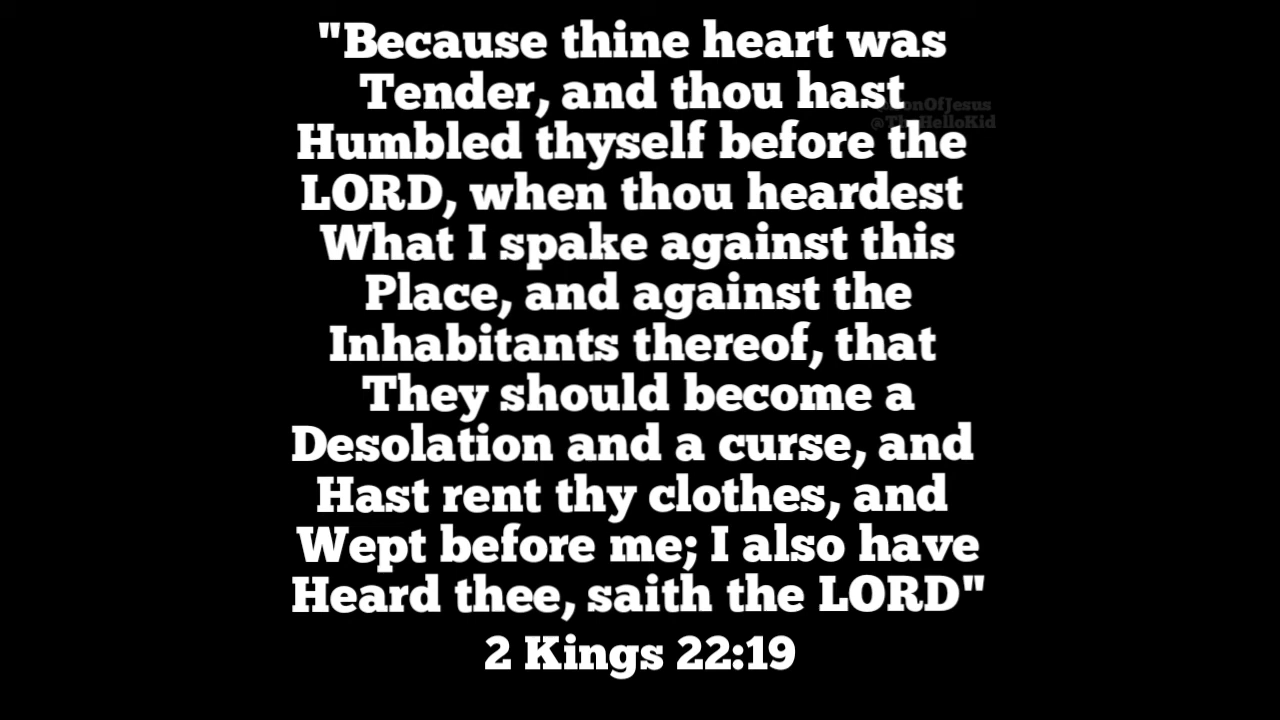 "Because thine heart was
Tender, and thou hast
Humbled thyself before the
LORD, when thou heardest
What I spake against this
Place, and against the
Inhabitants thereof, that
They should become a
Desolation and a curse, and
Hast rent thy clothes, and
Wept before me; I also have
Heard thee, saith the LORD"
2 Kings 22:19
@TheHelloKid